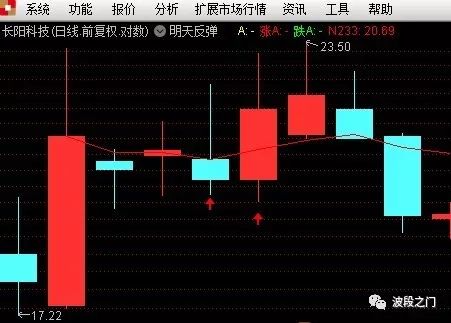 系统 功能 报价 分析 扩展市场行情 资讯 工具 帮助
长阳科技(日线.前复权.对数) 明天反弹 A: - 涨A: - 跌A: - N233: 20.69
23.50
17.22
波段之门